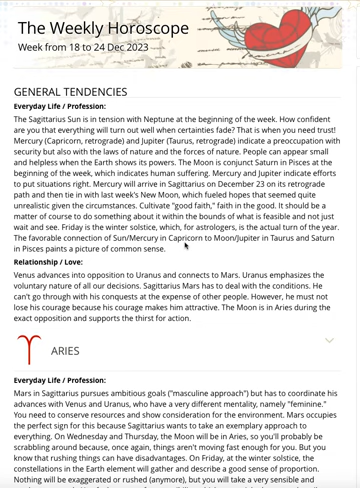 The Weekly Horoscope
Week from 18 to 24 Dec 2023
GENERAL TENDENCIES
Everyday Life / Profession:
The Sagittarius Sun is in tension with Neptune at the beginning of the week. How confident
are you that everything will turn out well when certainties fade? That is when you need trust!
Mercury (Capricorn, retrograde) and Jupiter (Taurus, retrograde) indicate a preoccupation with
security but also with the laws of nature and the forces of nature. People can appear small
and helpless when the Earth shows its powers. The Moon is conjunct Saturn in Pisces at the
beginning of the week, which indicates human suffering. Mercury and Jupiter indicate efforts
to put situations right. Mercury will arrive in Sagittarius on December 23 on its retrograde
path and then tie in with last week's New Moon, which fueled hopes that seemed quite
unrealistic given the circumstances. Cultivate "good faith," faith in the good. It should be a
matter of course to do something about it within the bounds of what is feasible and not just
wait and see. Friday is the winter solstice, which, for astrologers, is the actual turn of the year.
The favorable connection of Sun/Mercury in Capricorn to Moon/Jupiter in Taurus and Saturn
in Pisces paints a picture of common sense.
Relationship / Love:
Venus advances into opposition to Uranus and connects to Mars. Uranus emphasizes the
voluntary nature of all our decisions. Sagittarius Mars has to deal with the conditions. He
can't go through with his conquests at the expense of other people. However, he must not
lose his courage because his courage makes him attractive. The Moon is in Aries during the
exact opposition and supports the thirst for action.
ARIES
Everyday Life / Profession:
Mars in Sagittarius pursues ambitious goals ("masculine approach") but has to coordinate his
advances with Venus and Uranus, who have a very different mentality, namely "feminine."
You need to conserve resources and show consideration for the environment. Mars occupies
the perfect sign for this because Sagittarius wants to take an exemplary approach to
everything. On Wednesday and Thursday, the Moon will be in Aries, so you'll probably be
scrabbling around because, once again, things aren't moving fast enough for you. But you
know that rushing things can have disadvantages. On Friday, at the winter solstice, the
constellations in the Earth element will gather and describe a good sense of proportion.
Nothing will be exaggerated or rushed (anymore), but you will take a very sensible and